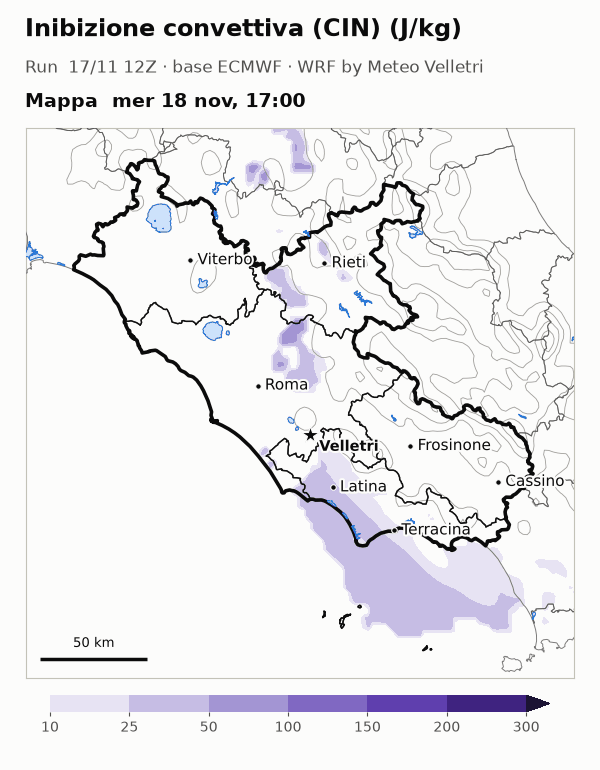 Inibizione convettiva (CIN) (J/kg)
Run 17/11 12Z · base ECMWF · WRF by Meteo Velletri
Mappa mer 18 nov, 17:00
Viterbo
Rieti
Roma
Velletri
Frosinone
Cassino
Latina
Terracina
50 km
10 25 50 100 150 200 300